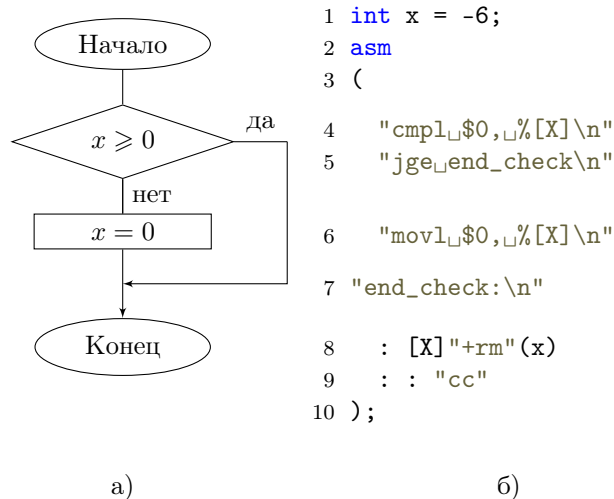 Начало
x ⩾ 0
да
нет
x = 0
Конец
а)
1 int x = -6;
2 asm
3 (
4 "cmpl␣$0,␣%[X]\n"
5 "jge␣end_check\n"
6 "movl␣$0,␣%[X]\n"
7 "end_check:\n"
8 : [X]"+rm"(x)
9 : : "cc"
10 );
б)